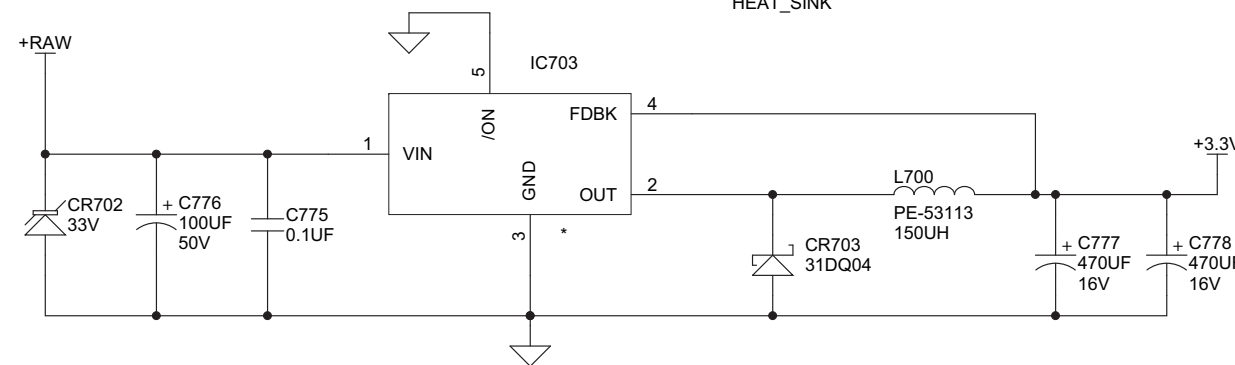 HEAT_SINK
+RAW
IC703
5
/ON
FDBK
4
1
VIN
GND
OUT
2
3
*
+3.3V
L700
PE-53113
150UH
CR702
33V
+ C776
100UF
50V
C775
0.1UF
CR703
31DQ04
+ C777
470UF
16V
+ C778
470UF
16V